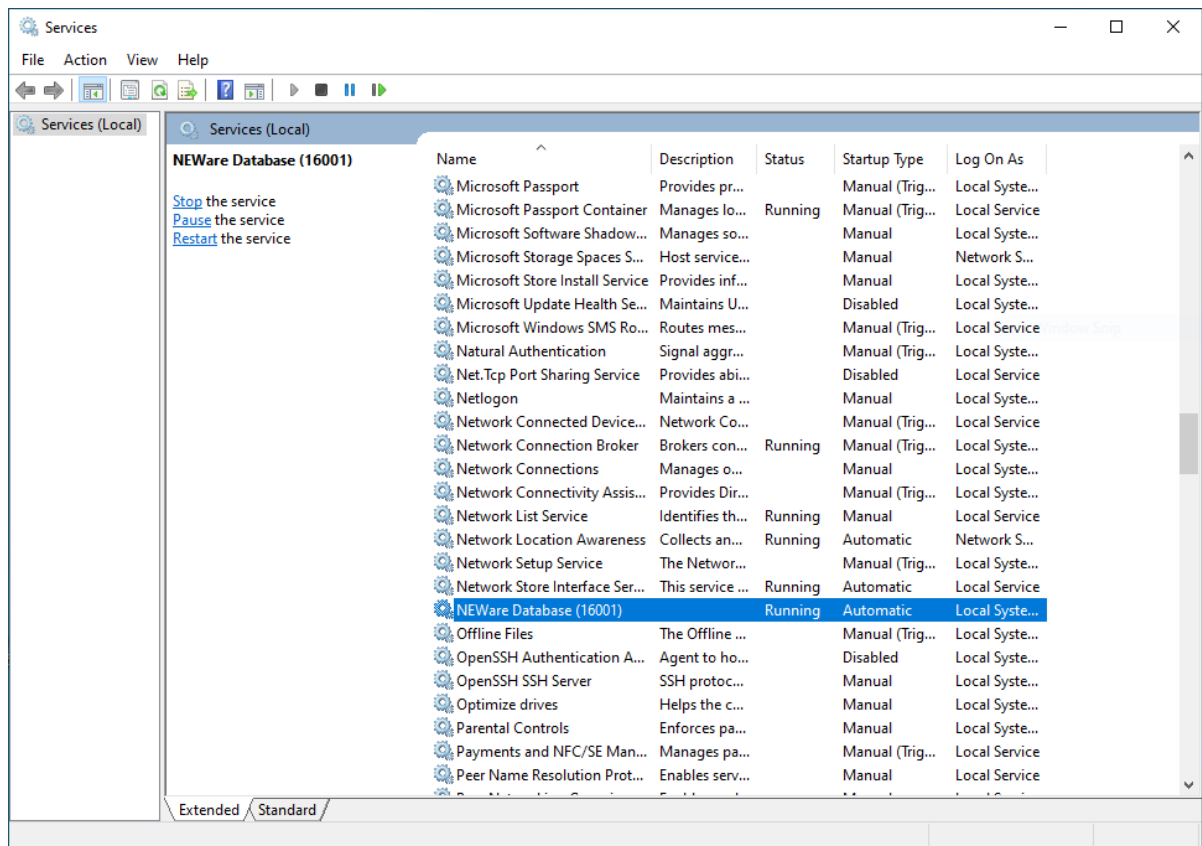 Services
File Action View Help
Services (Local)
Services (Local)
NEWare Database (16001)
Stop the service
Pause the service
Restart the service
Name Description Status Startup Type Log On As
Microsoft Passport Provides pr... Manual (Trig... Local Syste...
Microsoft Passport Container Manages lo... Running Manual (Trig... Local Service
Microsoft Software Shadow... Manages so... Manual Local Syste...
Microsoft Storage Spaces S... Host service... Manual Network S...
Microsoft Store Install Service Provides inf... Manual Local Syste...
Microsoft Update Health Se... Maintains U... Disabled Local Syste...
Microsoft Windows SMS Ro... Routes mes... Manual (Trig... Local Service
Window Snip
Natural Authentication Signal aggr... Manual (Trig... Local Syste...
Net.Tcp Port Sharing Service Provides abi... Disabled Local Service
Netlogon Maintains a ... Manual Local Syste...
Network Connected Device... Network Co... Manual (Trig... Local Service
Network Connection Broker Brokers con... Running Manual (Trig... Local Syste...
Network Connections Manages o... Manual Local Syste...
Network Connectivity Assis... Provides Dir... Manual (Trig... Local Syste...
Network List Service Identifies th... Running Manual Local Service
Network Location Awareness Collects an... Running Automatic Network S...
Network Setup Service The Networ... Manual (Trig... Local Syste...
Network Store Interface Ser... This service ... Running Automatic Local Service
NEWare Database (16001) Running Automatic Local Syste...
Offline Files The Offline ... Manual (Trig... Local Syste...
OpenSSH Authentication A... Agent to ho... Disabled Local Syste...
OpenSSH SSH Server SSH protoc... Manual Local Syste...
Optimize drives Helps the c... Manual Local Syste...
Parental Controls Enforces pa... Manual Local Syste...
Payments and NFC/SE Man... Manages pa... Manual (Trig... Local Service
Peer Name Resolution Prot... Enables serv... Manual Local Service
Extended Standard